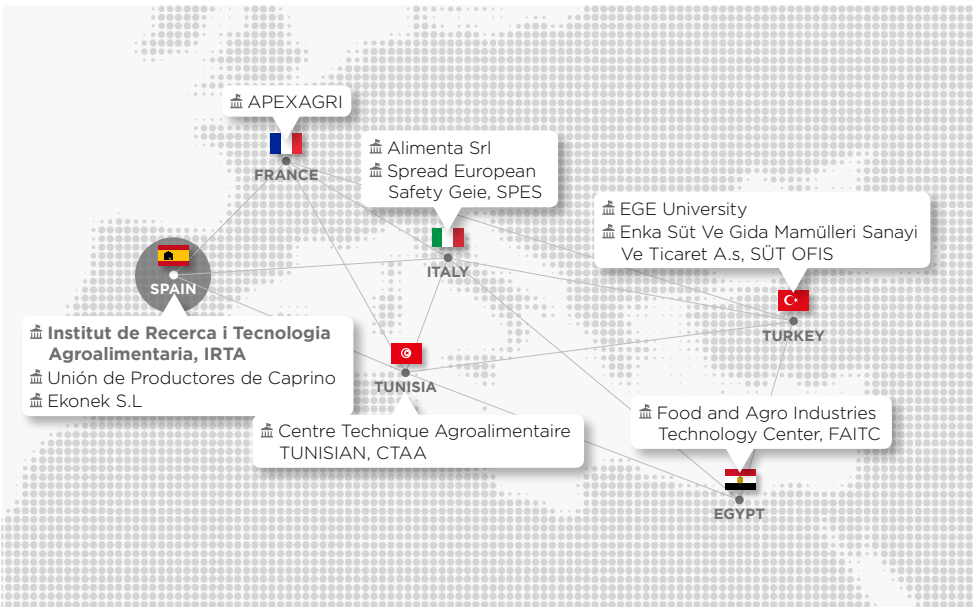 APEXAGRI
FRANCE
Alimenta Srl
Spread European
Safety Geie, SPES
ITALY
EGE University
Enka Süt Ve Gida Mamülleri Sanayi
Ve Ticaret A.s, SÜT OFIS
TURKEY
SPAIN
Institut de Recerca i Tecnologia
Agroalimentaria, IRTA
Unión de Productores de Caprino
Ekonek S.L
TUNISIA
Centre Technique Agroalimentaire
TUNISIAN, CTAA
Food and Agro Industries
Technology Center, FAITC
EGYPT